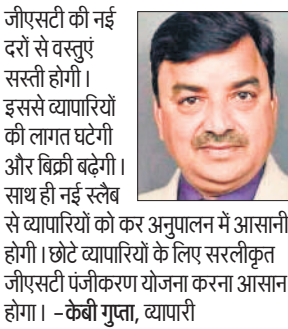 जीएसटी की नई
दरों से वस्तुएं
सस्ती होगी।
इससे व्यापारियों
की लागत घटेगी
और बिक्री बढ़ेगी।
साथ ही नई स्लैब
से व्यापारियों को कर अनुपालन में आसानी
होगी। छोटे व्यापारियों के लिए सरलीकृत
जीएसटी पंजीकरण योजना करना आसान
होगा। -केबी गुप्ता, व्यापारी